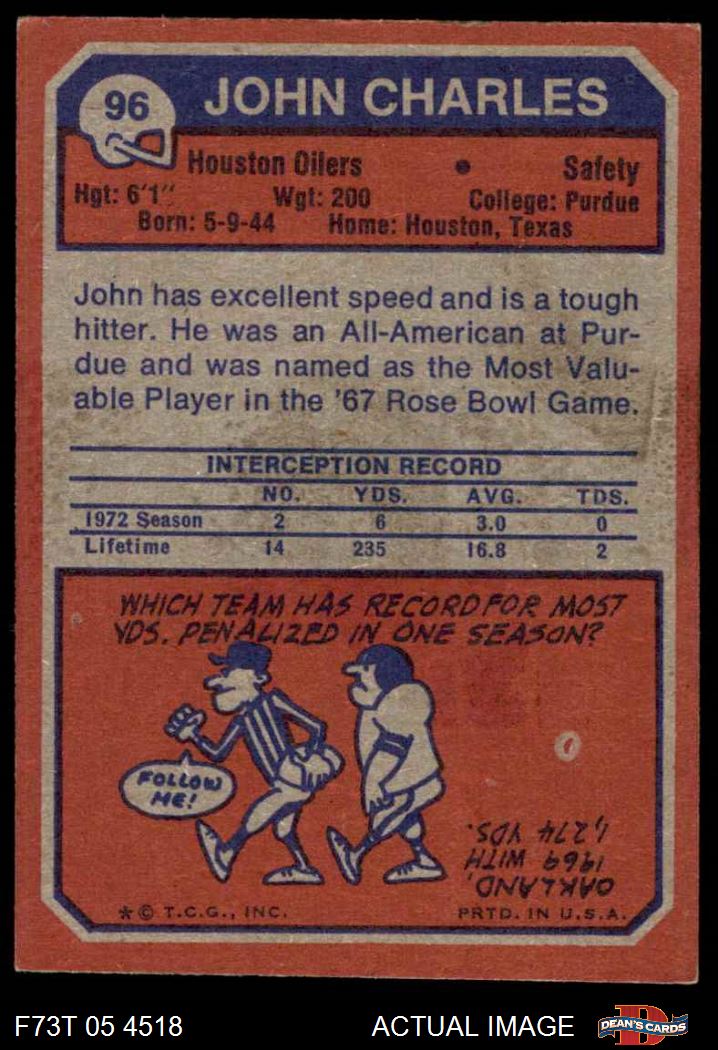 96
JOHN CHARLES
Houston Oilers • Safety
Hgt: 6'1" Wgt: 200 College: Purdue
Born: 5-9-44 Home: Houston, Texas
John has excellent speed and is a tough
hitter. He was an All-American at Pur-
due and was named as the Most Valu-
able Player in the '67 Rose Bowl Game.
INTERCEPTION RECORD
NO. YDS. AVG. TDS.
1972 Season 2 6 3.0 0
Lifetime 14 235 16.8 2
WHICH TEAM HAS RECORD FOR MOST
YDS. PENALIZED IN ONE SEASON?
FOLLOW
ME!
OAKLAND,
1969 WITH
1,274 YDS.
* © T.C.G., INC. PRTD. IN U.S.A.
F73T 05 4518 ACTUAL IMAGE
D
DEAN'S CARDS